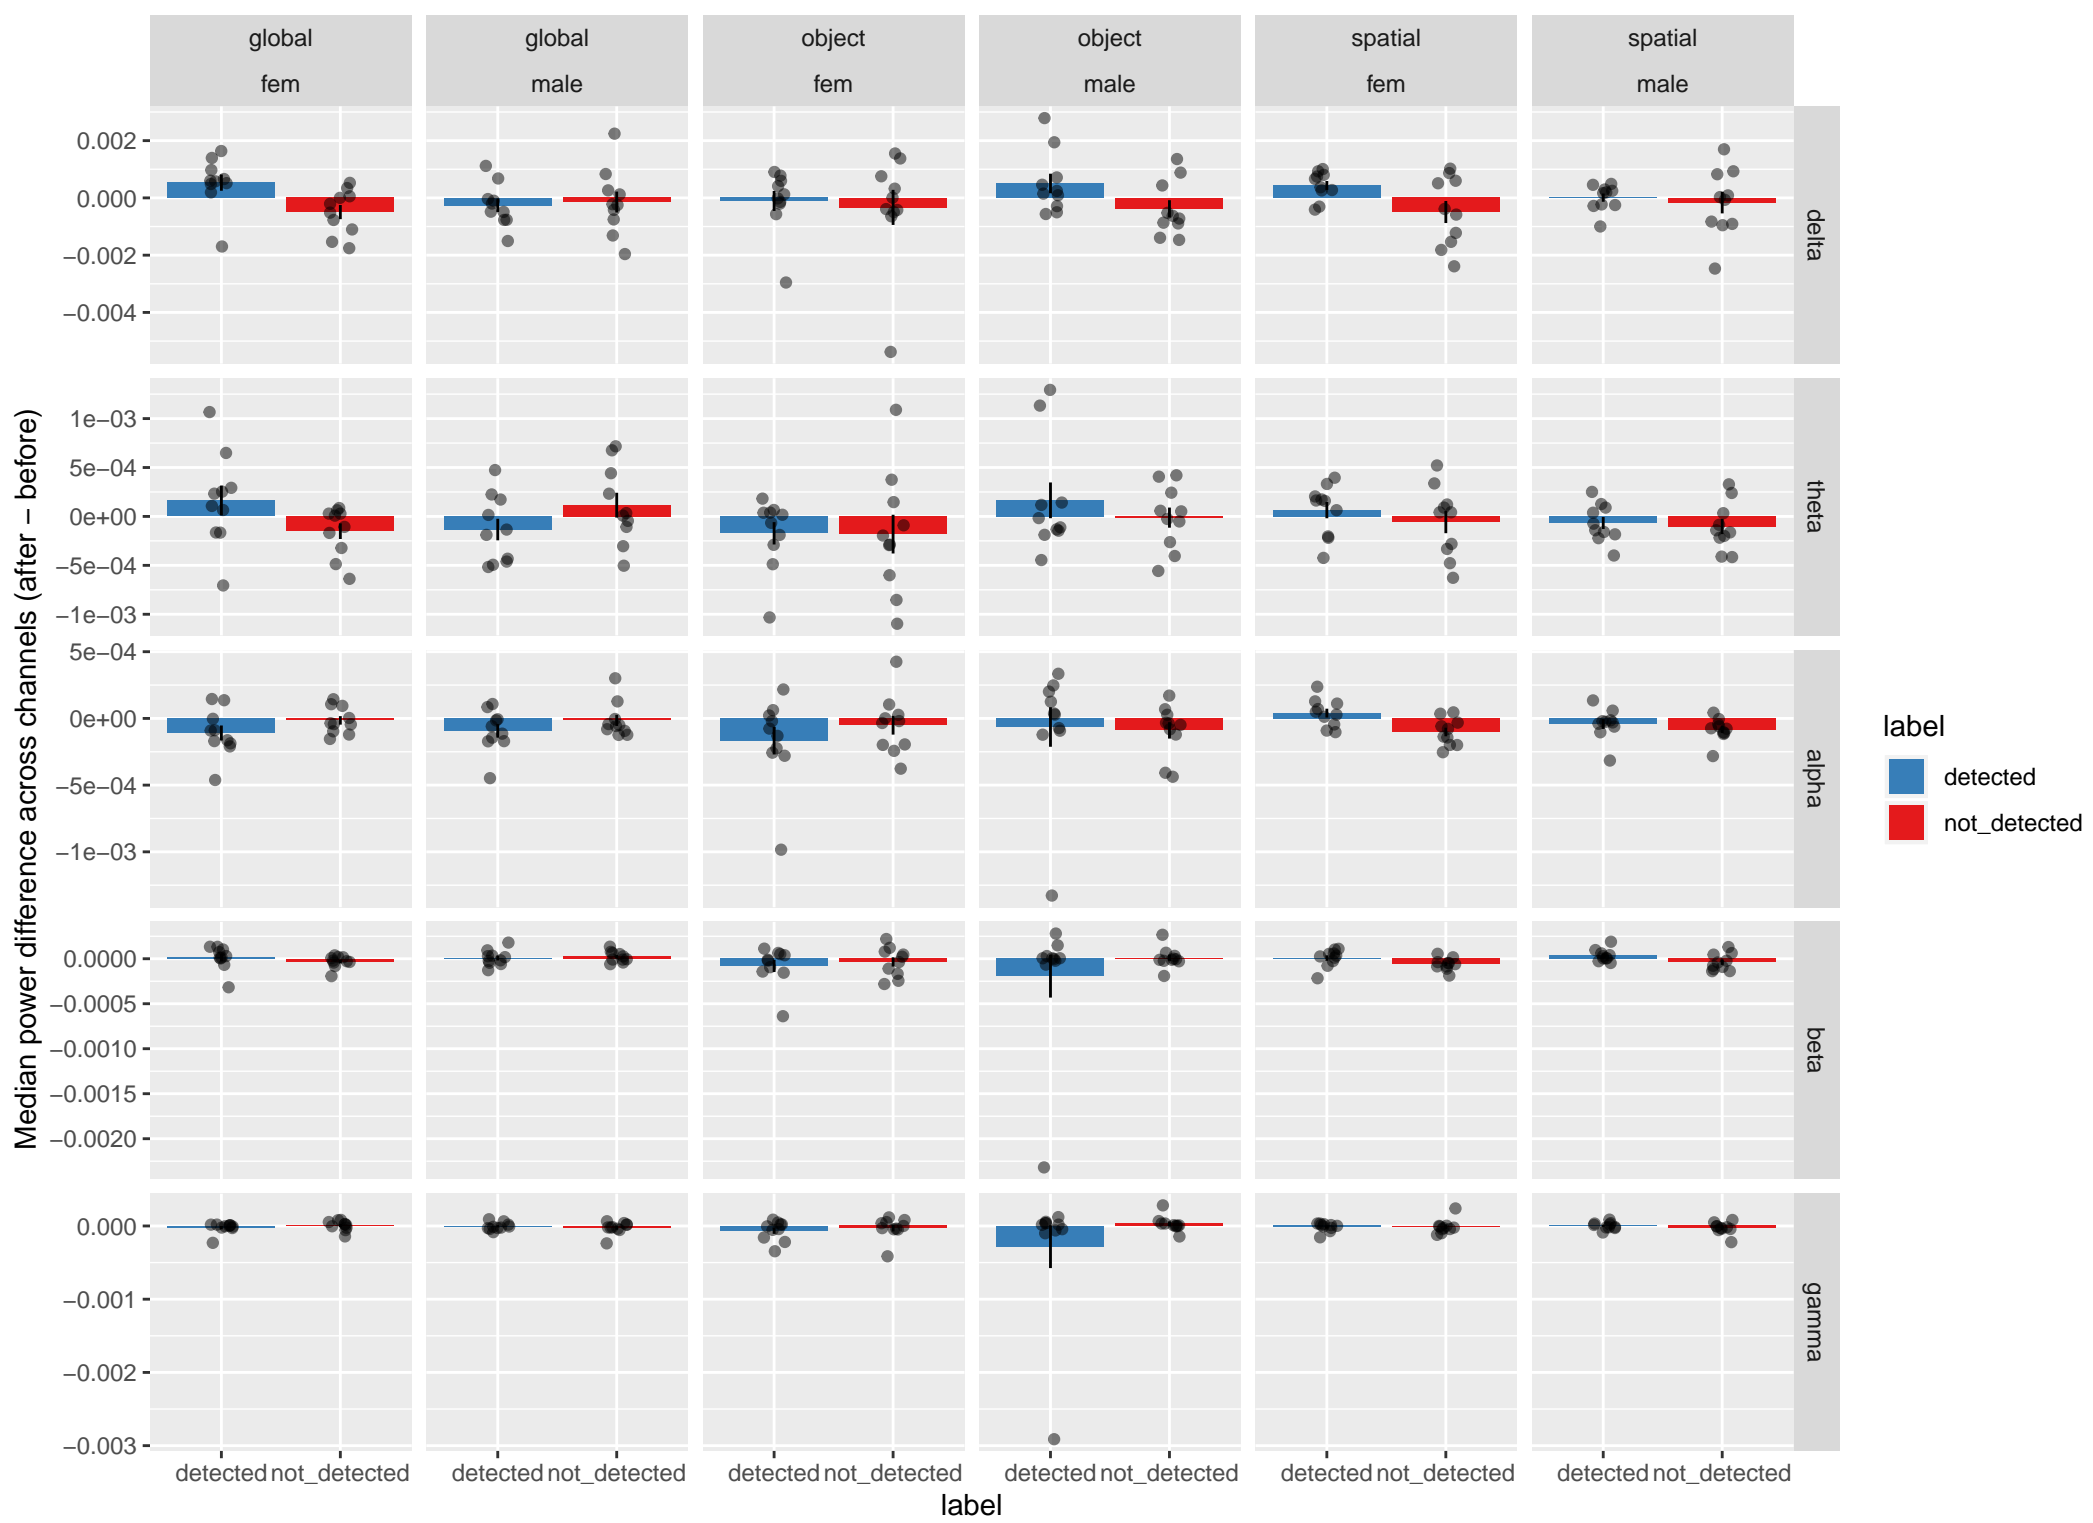 global global object object spatial spatial
fem male fem male fem male
0.002
0.000
−0.002
−0.004
delta
1e−03
5e−04
0e+00
−5e−04
−1e−03
theta
5e−04
0e+00
−5e−04
−1e−03
alpha
0.0000
−0.0005
−0.0010
−0.0015
−0.0020
beta
0.000
−0.001
−0.002
−0.003
gamma
detected not_detected detected not_detected detected not_detected detected not_detected detected not_detected detected not_detected
label
Median power difference across channels (after − before)
label
detected
not_detected